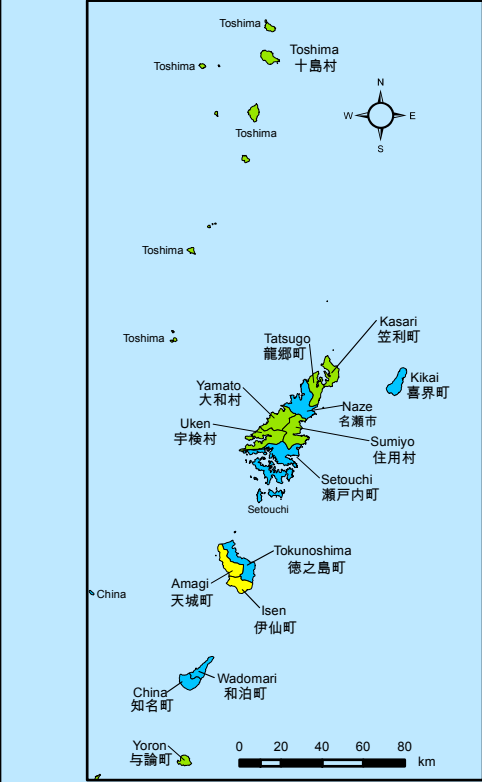 Toshima
Toshima
十島村
Toshima
N
W
E
S
Toshima
Toshima
Toshima
Kasari
笠利町
Tatsugo
龍郷町
Kikai
喜界町
Yamato
大和村
Naze
名瀬市
Uken
宇検村
Sumiyo
住用村
Setouchi
瀬戸内町
Setouchi
Tokunoshima
徳之島町
Amagi
天城町
China
Isen
伊仙町
Wadomari
和泊町
China
知名町
Yoron
与論町
0 20 40 60 80
km